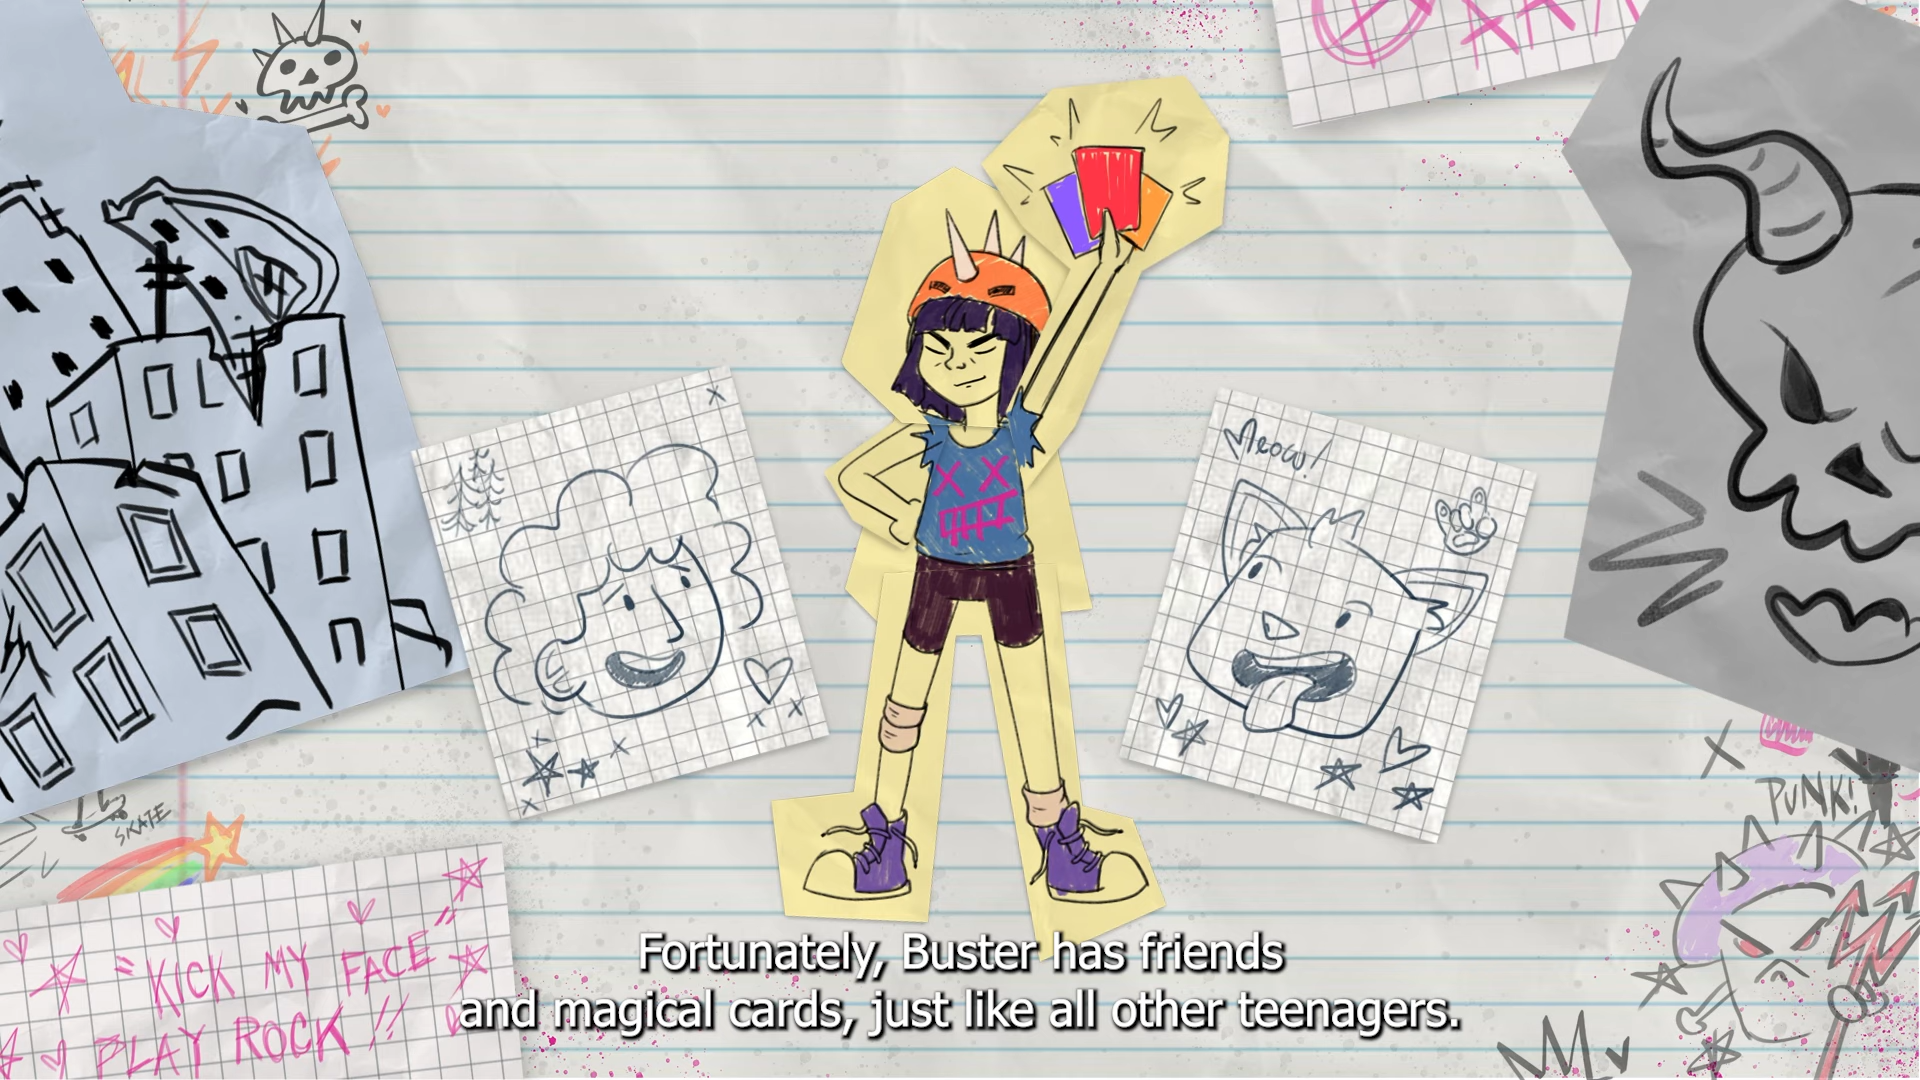 Meow!
SKATE
PUNK!
"KICK MY FACE"
PLAY ROCK!!
Fortunately, Buster has friends
and magical cards, just like all other teenagers.